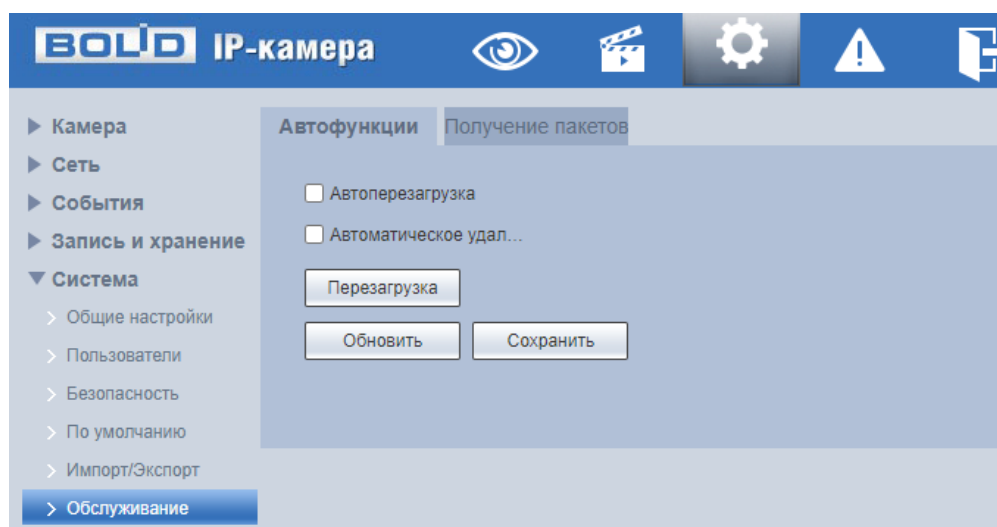 BOLID IP-камера
Камера
Сеть
События
Запись и хранение
Система
Общие настройки
Пользователи
Безопасность
По умолчанию
Импорт/Экспорт
Обслуживание
Автофункции Получение пакетов
Автоперезагрузка
Автоматическое удал...
Перезагрузка
Обновить Сохранить